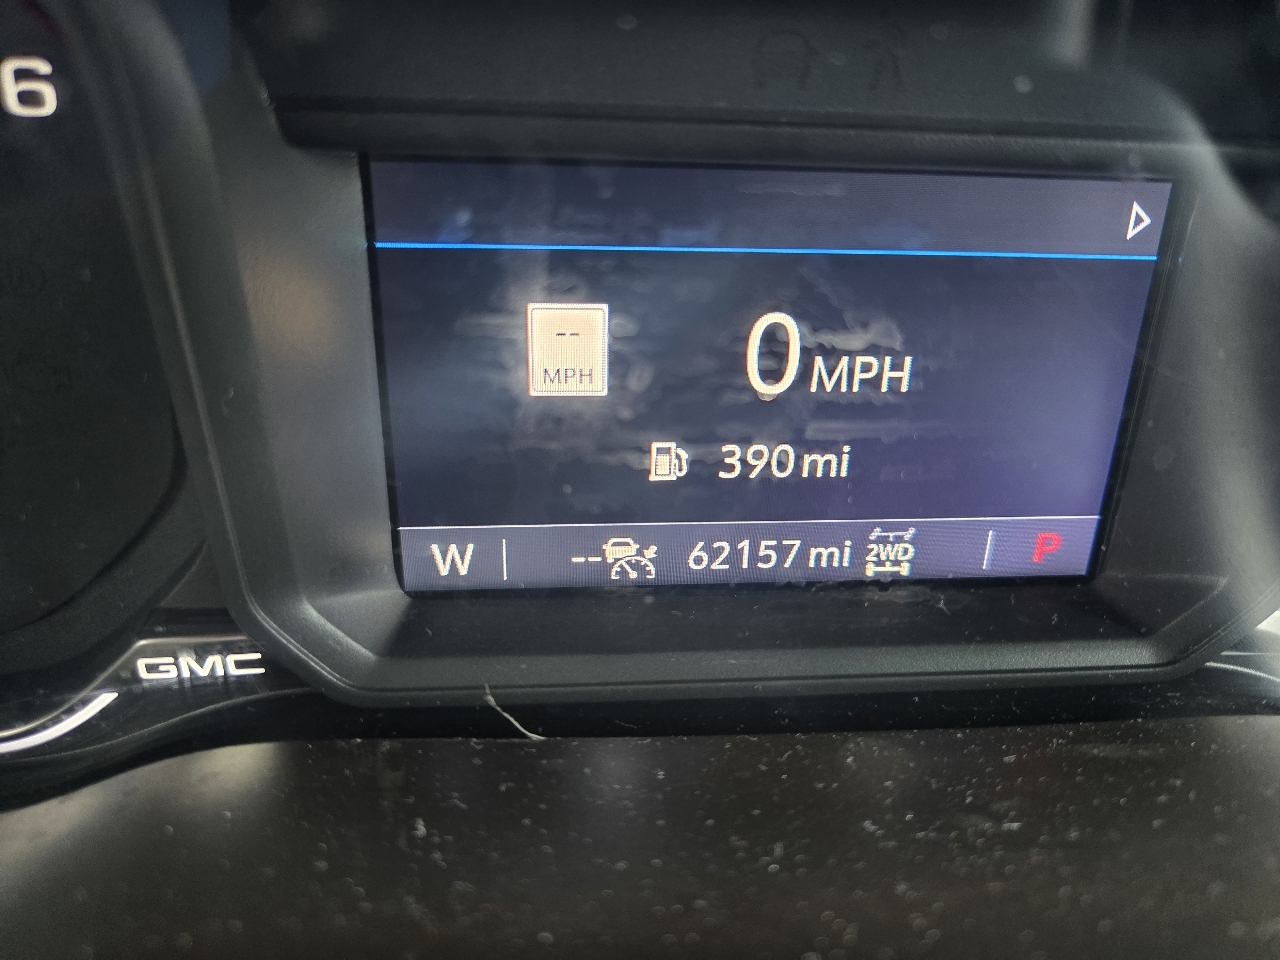 6
--
MPH
0 MPH
390 mi
W -- 62157 mi 2WD P
GMC